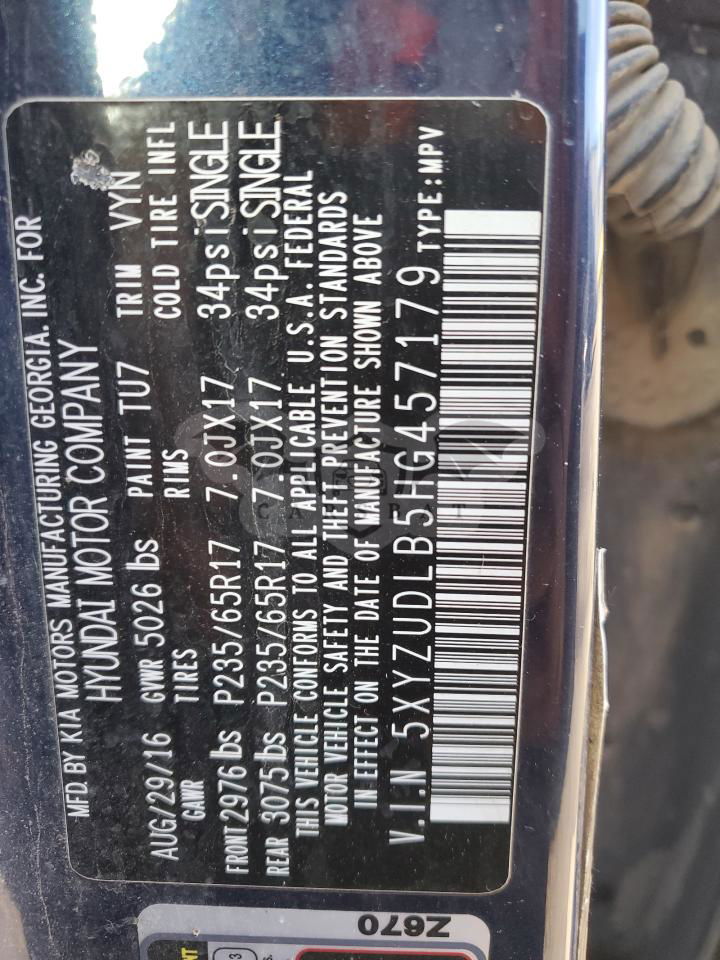 MFD. BY KIA MOTORS MANUFACTURING GEORGIA. INC. FOR
HYUNDAI MOTOR COMPANY
AUG/29/16 GVWR 5026 lbs PAINT TU7 TRIM VYN
GAWR TIRES RIMS COLD TIRE INFL
FRONT 2976 lbs P235/65R17 7.0JX17 34psi SINGLE
REAR 3075 lbs P235/65R17 7.0JX17 34psi SINGLE
THIS VEHICLE CONFORMS TO ALL APPLICABLE U.S.A. FEDERAL
MOTOR VEHICLE SAFETY AND THEFT PREVENTION STANDARDS
IN EFFECT ON THE DATE OF MANUFACTURE SHOWN ABOVE
V.I.N 5XYZUDLB5HG457179 TYPE:MPV
Z670